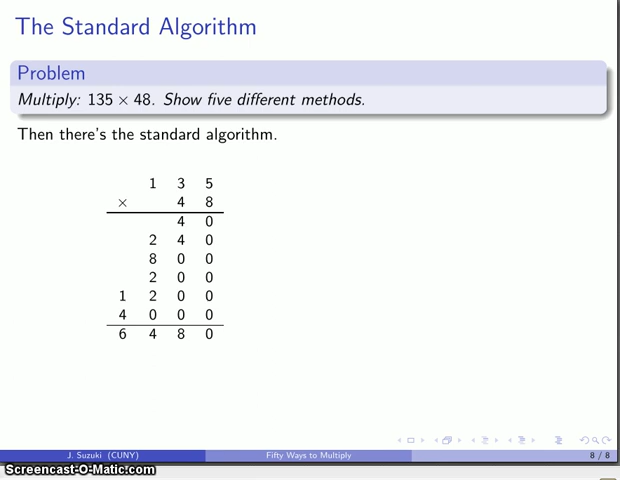 The Standard Algorithm
Problem
Multiply: 135 × 48. Show five different methods.
Then there's the standard algorithm.
1 3 5
× 4 8
4 0
2 4 0
8 0 0
2 0 0
1 2 0 0
4 0 0 0
6 4 8 0
J. Suzuki (CUNY) Fifty Ways to Multiply 8 / 8
Screencast-O-Matic.com